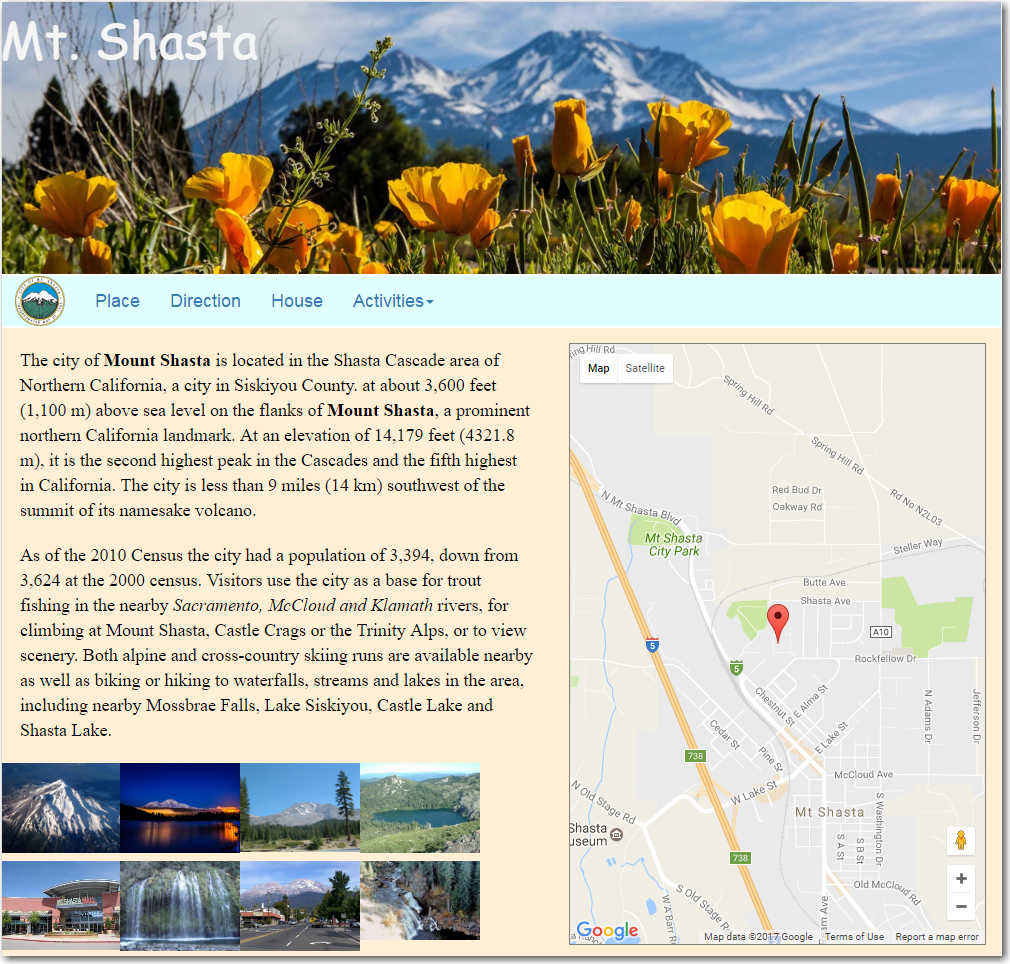 Mt. Shasta
Place
Direction
House
Activities
The city of Mount Shasta is located in the Shasta Cascade area of
Northern California, a city in Siskiyou County. at about 3,600 feet
(1,100 m) above sea level on the flanks of Mount Shasta, a prominent
northern California landmark. At an elevation of 14,179 feet (4321.8
m), it is the second highest peak in the Cascades and the fifth highest
in California. The city is less than 9 miles (14 km) southwest of the
summit of its namesake volcano.
As of the 2010 Census the city had a population of 3,394, down from
3,624 at the 2000 census. Visitors use the city as a base for trout
fishing in the nearby Sacramento, McCloud and Klamath rivers, for
climbing at Mount Shasta, Castle Crags or the Trinity Alps, or to view
scenery. Both alpine and cross-country skiing runs are available nearby
as well as biking or hiking to waterfalls, streams and lakes in the area,
including nearby Mossbrae Falls, Lake Siskiyou, Castle Lake and
Shasta Lake.
ring Hill Rd
Map
Satellite
Spring Hill Rd
Spring Hill Rd
Rd No N2L03
Red Bud Dr
Oakway Rd
N Mt Shasta Blvd
Mt Shasta
City Park
Steller Way
Butte Ave
Shasta Ave
A10
5
5
Rockfellow Dr
Chestnut St
E Alma St
N Adams Dr
Jefferson Dr
Cedar St
E Lake St
738
Pine St
McCloud Ave
W Lake St
N Old Stage Rd
Mt Shasta
S Washington Dr
Shasta
useum
S A St
S B St
738
Old McCloud Rd
S Old Stage Rd
W A Barr R
am Ave
+
−
Google
Map data ©2017 Google
Terms of Use
Report a map error